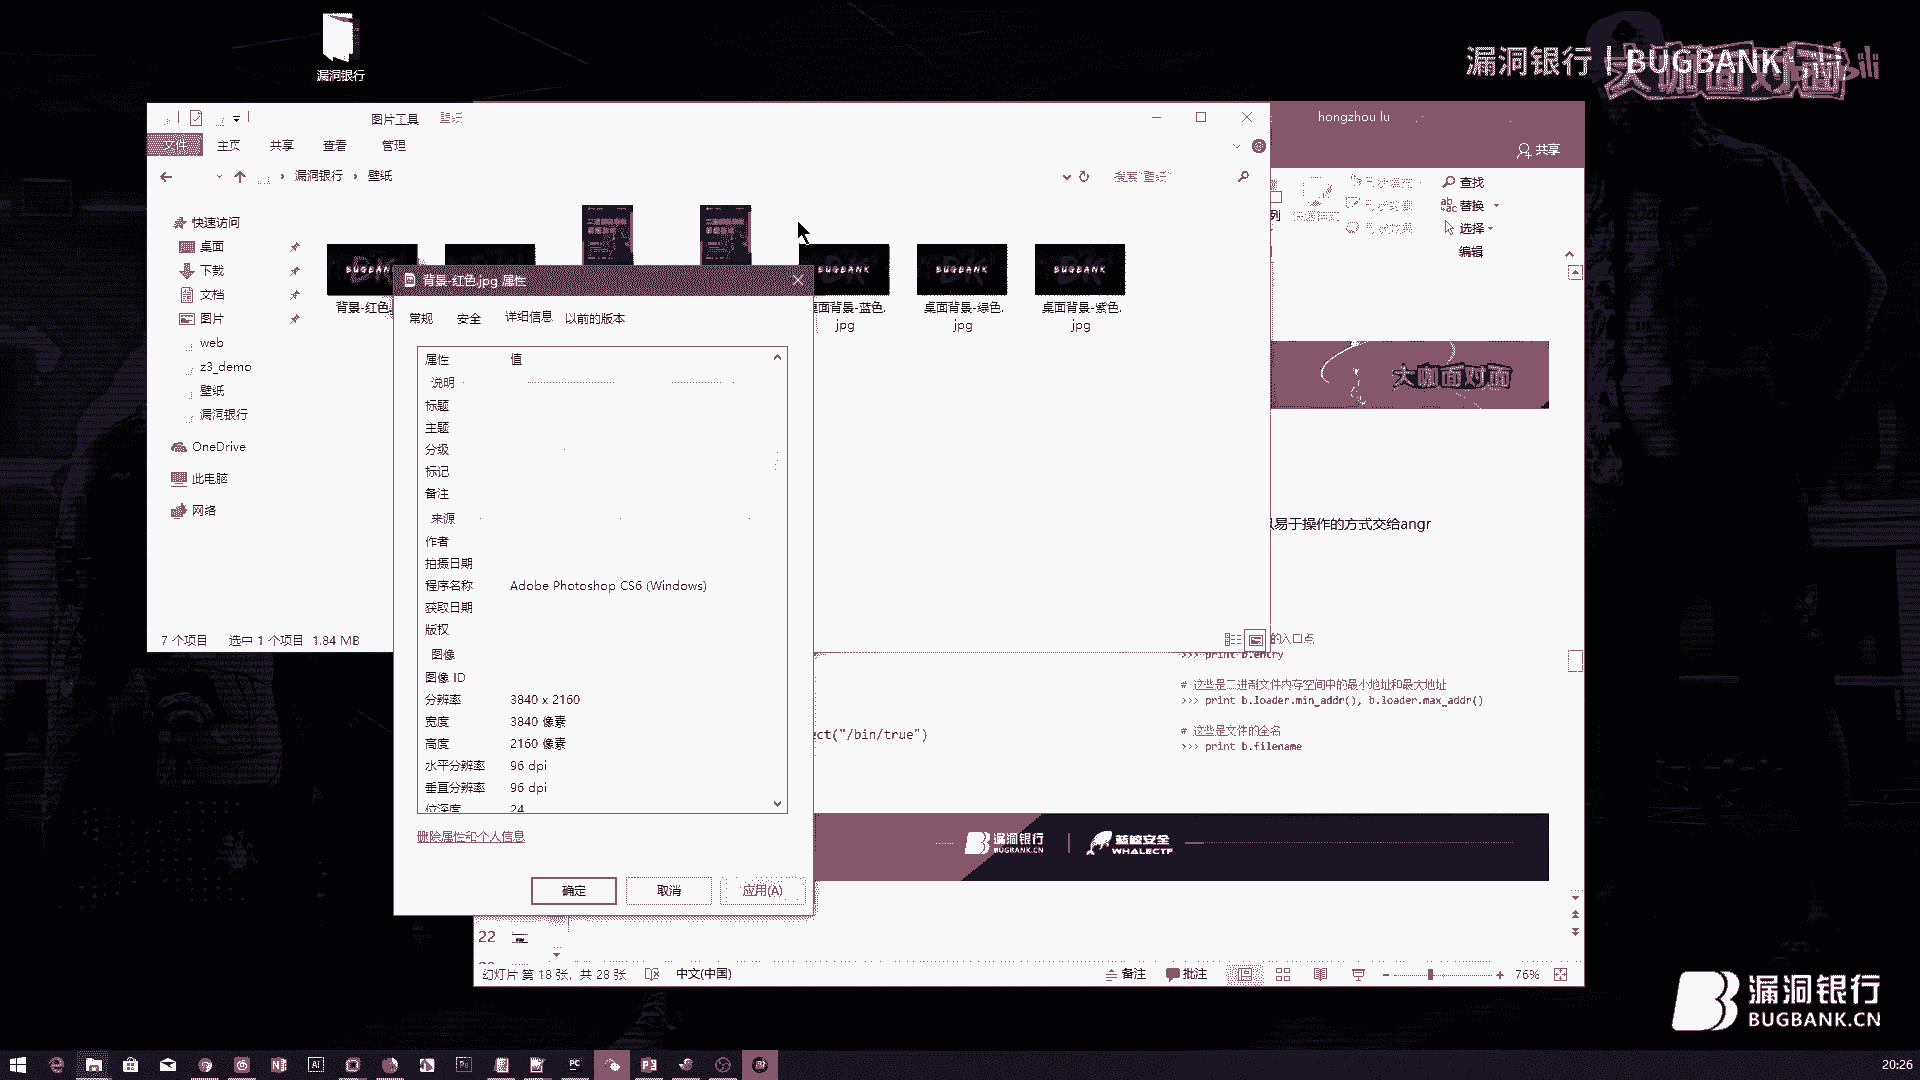 漏洞银行
漏洞银行 | BUGBANK
大咖面对面
图片工具
壁纸
hongzhou lu
文件
主页
共享
查看
管理
共享
漏洞银行 › 壁纸
搜索"壁纸"
查找
替换
选择
编辑
快速访问
桌面
下载
文档
图片
web
z3_demo
壁纸
漏洞银行
OneDrive
此电脑
网络
背景-红色
桌面背景-绿色.
jpg
桌面背景-紫色.
jpg
面背景-蓝色.
jpg
背景-红色.jpg 属性
常规
安全
详细信息
以前的版本
属性
值
说明
标题
主题
分级
标记
备注
来源
作者
拍摄日期
程序名称 Adobe Photoshop CS6 (Windows)
获取日期
版权
图像
图像 ID
分辨率 3840 x 2160
宽度 3840 像素
高度 2160 像素
水平分辨率 96 dpi
垂直分辨率 96 dpi
位深度 24
删除属性和个人信息
确定
取消
应用(A)
7 个项目 选中 1 个项目 1.84 MB
大咖面对面
易于操作的方式交给angr
的入口点
>>> print b.entry
# 这些是二进制文件内存空间中的最小地址和最大地址
>>> print b.loader.min_addr(), b.loader.max_addr()
# 这些是文件的全名
>>> print b.filename
ect("/bin/true")
漏洞银行
BUGBANK.CN
蓝鲸安全
WHALECTF
22
幻灯片 第 18 张，共 28 张
中文(中国)
备注
批注
76%
漏洞银行
BUGBANK.CN
20:26